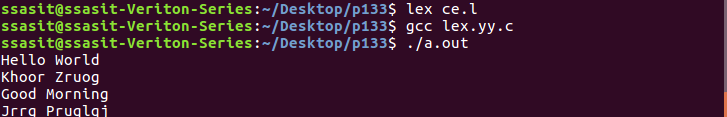 ssasit@ssasit-Veriton-Series:~/Desktop/p133$ lex ce.l
ssasit@ssasit-Veriton-Series:~/Desktop/p133$ gcc lex.yy.c
ssasit@ssasit-Veriton-Series:~/Desktop/p133$ ./a.out
Hello World
Khoor Zruog
Good Morning
Jrrg Pruqlqj